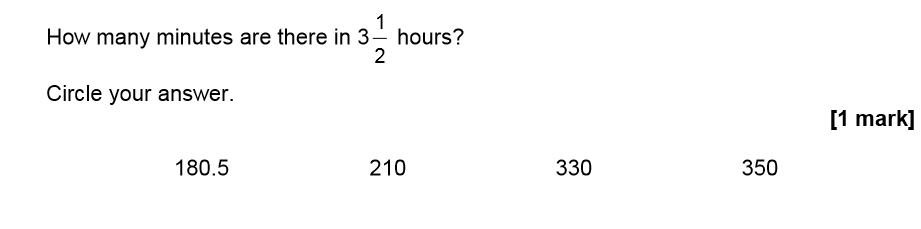 How many minutes are there in 3 1/2 hours?
Circle your answer.
[1 mark]
180.5 210 330 350